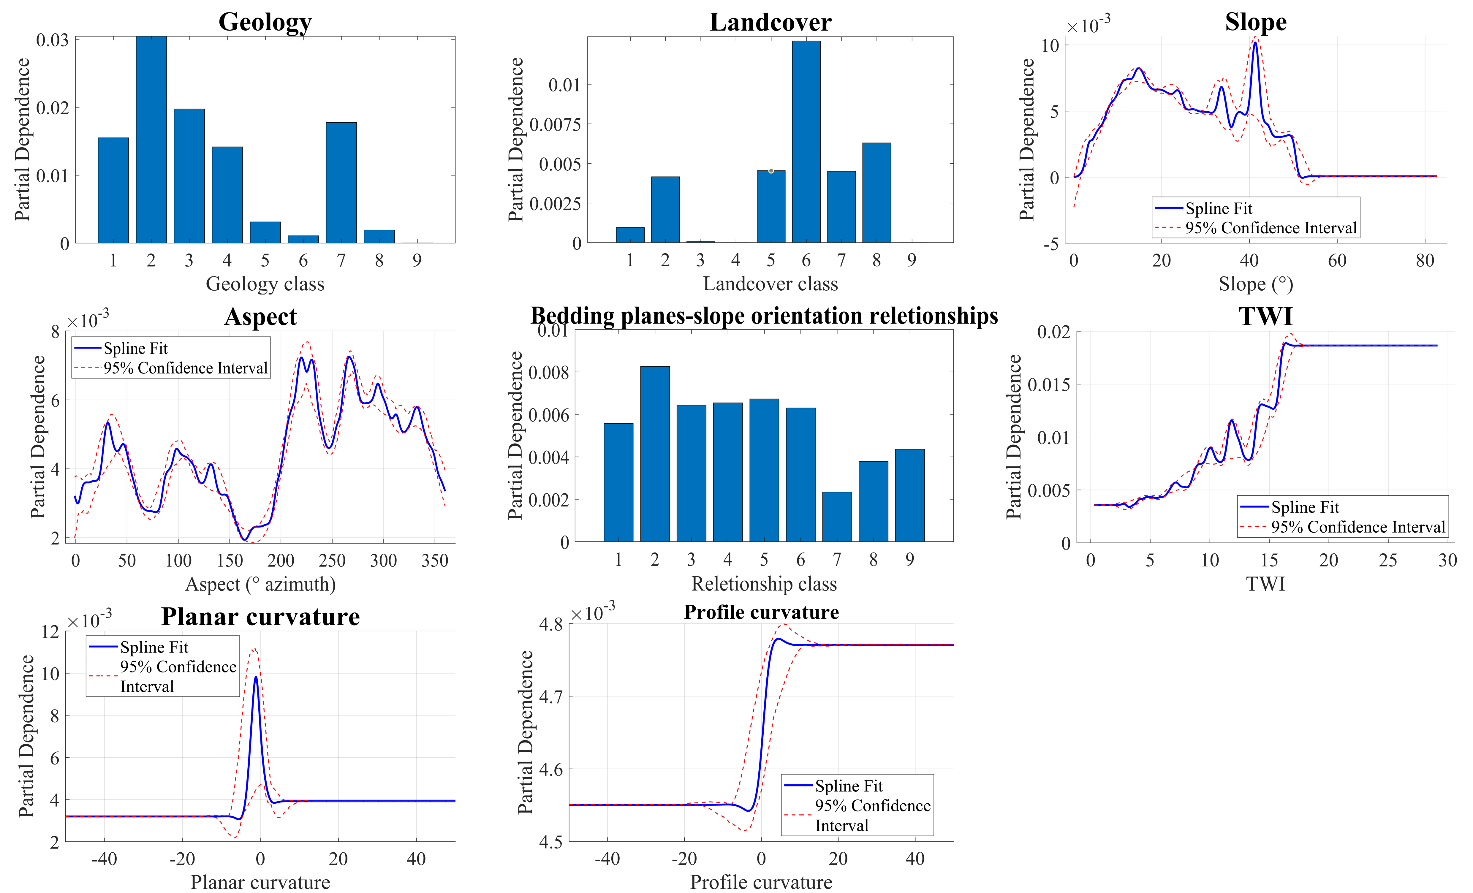 Geology
Partial Dependence
0.03
0.02
0.01
0
1 2 3 4 5 6 7 8 9
Geology class
Landcover
Partial Dependence
0.01
0.0075
0.005
0.0025
0
1 2 3 4 5 6 7 8 9
Landcover class
Slope
×10-3
Partial Dependence
10
5
0
-5
Spline Fit
95% Confidence Interval
0 20 40 60 80
Slope (°)
Aspect
×10-3
Partial Dependence
8
6
4
2
Spline Fit
95% Confidence Interval
0 50 100 150 200 250 300 350
Aspect (° azimuth)
Bedding planes-slope orientation reletionships
Partial Dependence
0.01
0.008
0.006
0.004
0.002
0
1 2 3 4 5 6 7 8 9
Reletionship class
TWI
Partial Dependence
0.02
0.015
0.01
0.005
0
Spline Fit
95% Confidence Interval
0 5 10 15 20 25 30
TWI
Planar curvature
×10-3
Partial Dependence
12
10
8
6
4
2
Spline Fit
95% Confidence
Interval
-40 -20 0 20 40
Planar curvature
Profile curvature
×10-3
Partial Dependence
4.8
4.7
4.6
4.5
Spline Fit
95% Confidence
Interval
-40 -20 0 20 40
Profile curvature